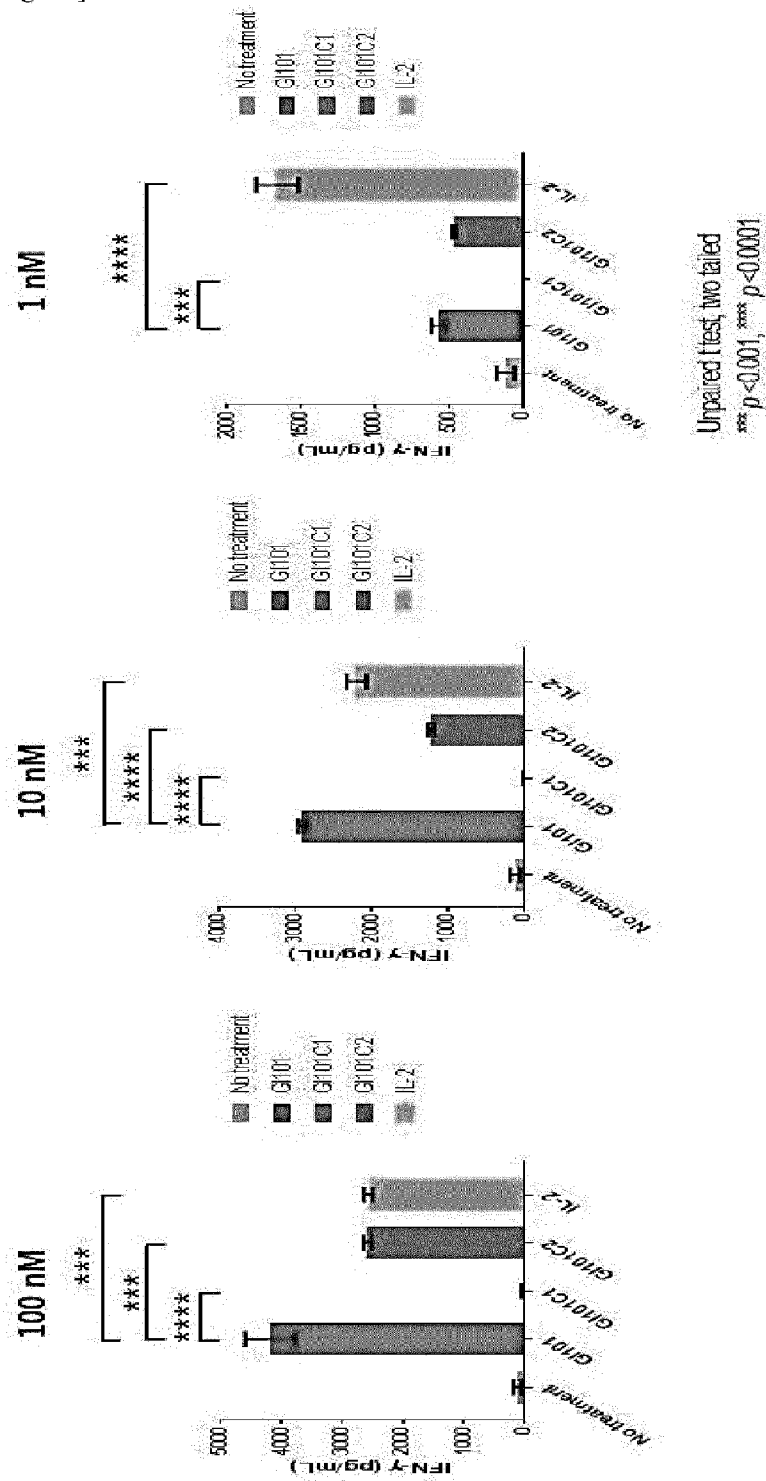 100 nM
***
***
****
IFN-γ (pg/mL)
5000
4000
3000
2000
1000
0
No treatment
GI101
GI101C1
GI101C2
IL-2
No treatment
GI101
GI101C1
GI101C2
IL-2
10 nM
***
****
****
IFN-γ (pg/mL)
4000
3000
2000
1000
0
No treatment
GI101
GI101C1
GI101C2
IL-2
No treatment
GI101
GI101C1
GI101C2
IL-2
1 nM
****
***
IFN-γ (pg/mL)
2000
1500
1000
500
0
No treatment
GI101
GI101C1
GI101C2
IL-2
No treatment
GI101
GI101C1
GI101C2
IL-2
Unpaired t test, two tailed
*** p<0.001, **** p<0.0001